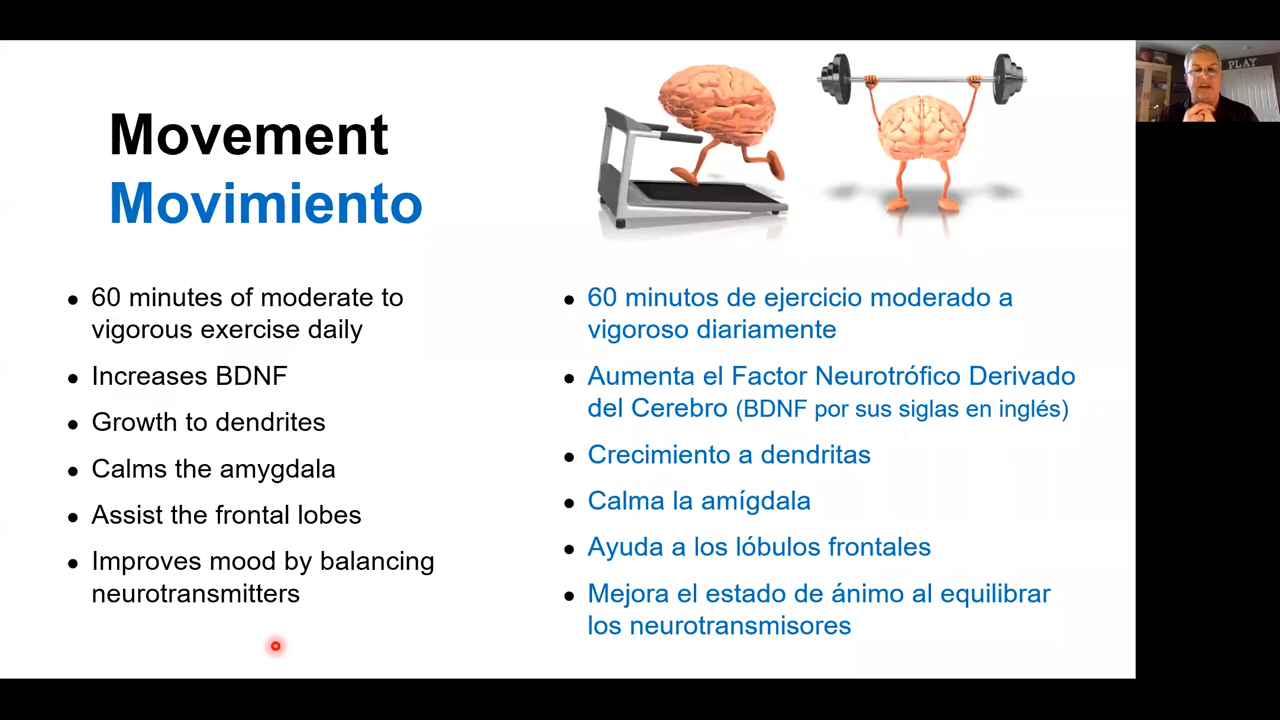 Movement
Movimiento
PLAY
● 60 minutes of moderate to
vigorous exercise daily
● Increases BDNF
● Growth to dendrites
● Calms the amygdala
● Assist the frontal lobes
● Improves mood by balancing
neurotransmitters
● 60 minutos de ejercicio moderado a
vigoroso diariamente
● Aumenta el Factor Neurotrófico Derivado
del Cerebro (BDNF por sus siglas en inglés)
● Crecimiento a dendritas
● Calma la amígdala
● Ayuda a los lóbulos frontales
● Mejora el estado de ánimo al equilibrar
los neurotransmisores